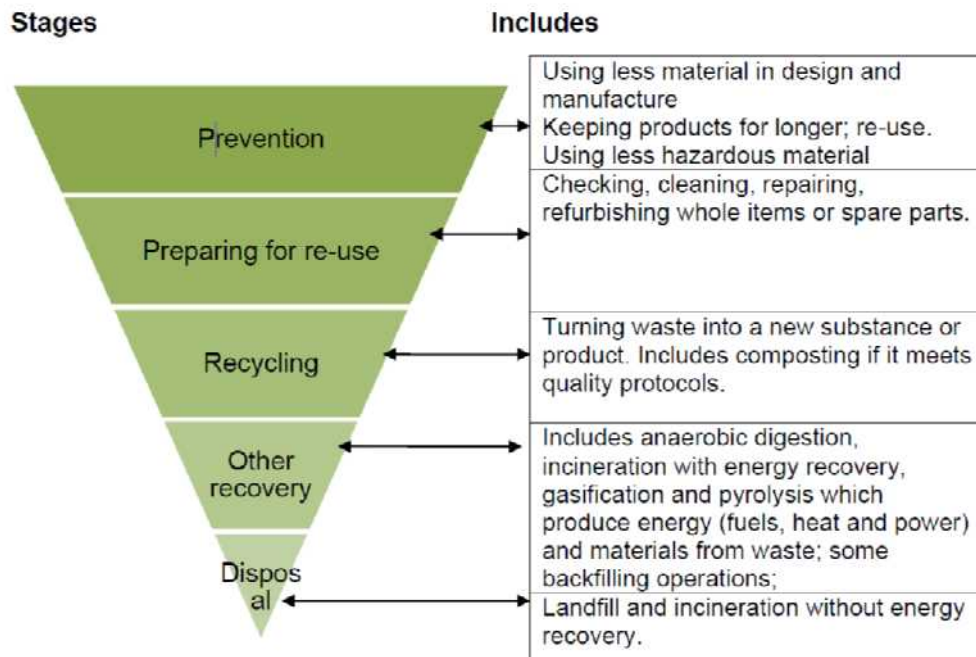 Stages
Includes
Prevention
Using less material in design and
manufacture
Keeping products for longer; re-use.
Using less hazardous material
Preparing for re-use
Checking, cleaning, repairing,
refurbishing whole items or spare parts.
Recycling
Turning waste into a new substance or
product. Includes composting if it meets
quality protocols.
Other
recovery
Includes anaerobic digestion,
incineration with energy recovery,
gasification and pyrolysis which
produce energy (fuels, heat and power)
and materials from waste; some
backfilling operations;
Dispos
al
Landfill and incineration without energy
recovery.